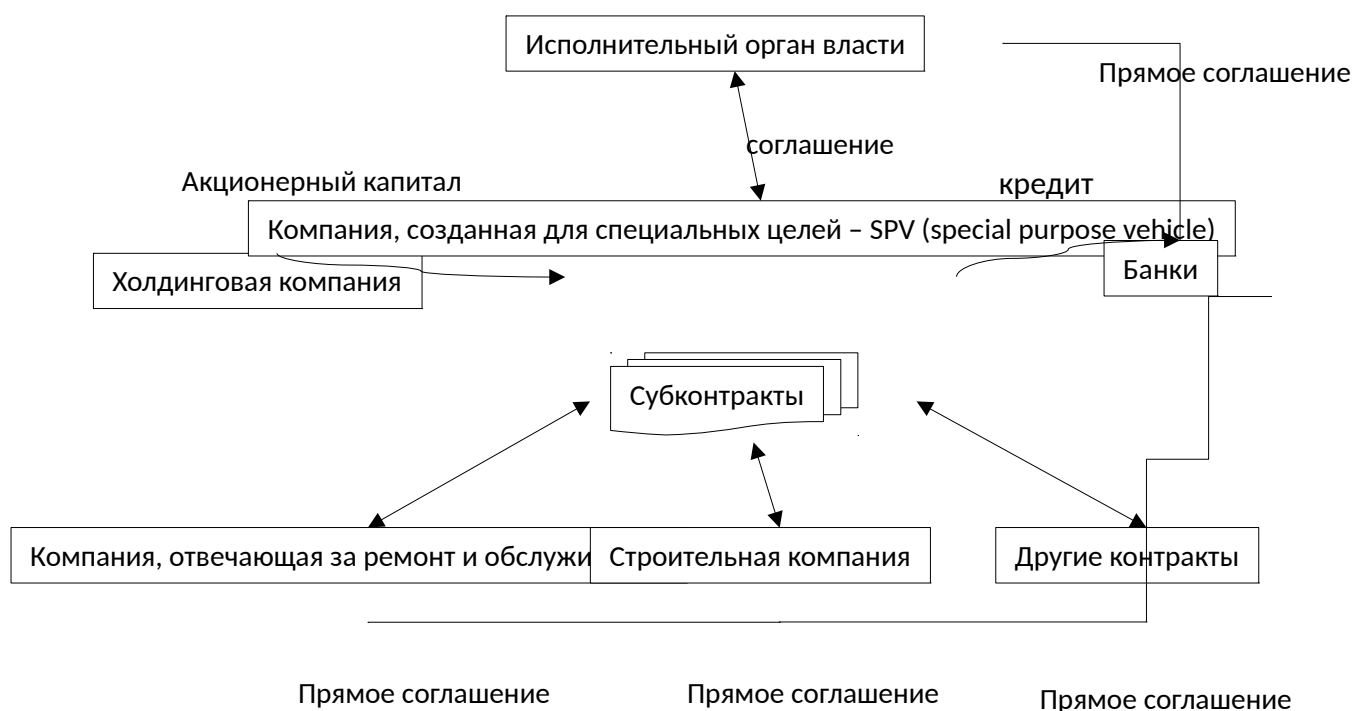 Исполнительный орган власти
Прямое соглашение
соглашение
Акционерный капитал
кредит
Компания, созданная для специальных целей – SPV (special purpose vehicle)
Холдинговая компания
Банки
Субконтракты
Компания, отвечающая за ремонт и
Строительная компания
Другие контракты
Прямое соглашение
Прямое соглашение
Прямое соглашение